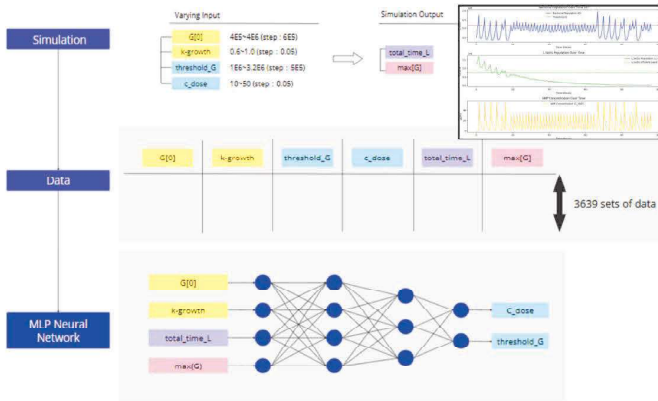 Simulation
Varying Input
Simulation Output
G[0] 4E5~4E6 (step : 6E5)
k-growth 0.6~1.0 (step : 0.05)
threshold_G 1E6~3.2E6 (step : 5E5)
c_dose 10~50 (step : 0.05)
total_time_L
max[G]
Data
G[0] k-growth threshold_G c_dose total_time_L max[G]
3639 sets of data
MLP Neural
Network
G[0]
k-growth
total_time_L
max(G)
C_dose
threshold_G